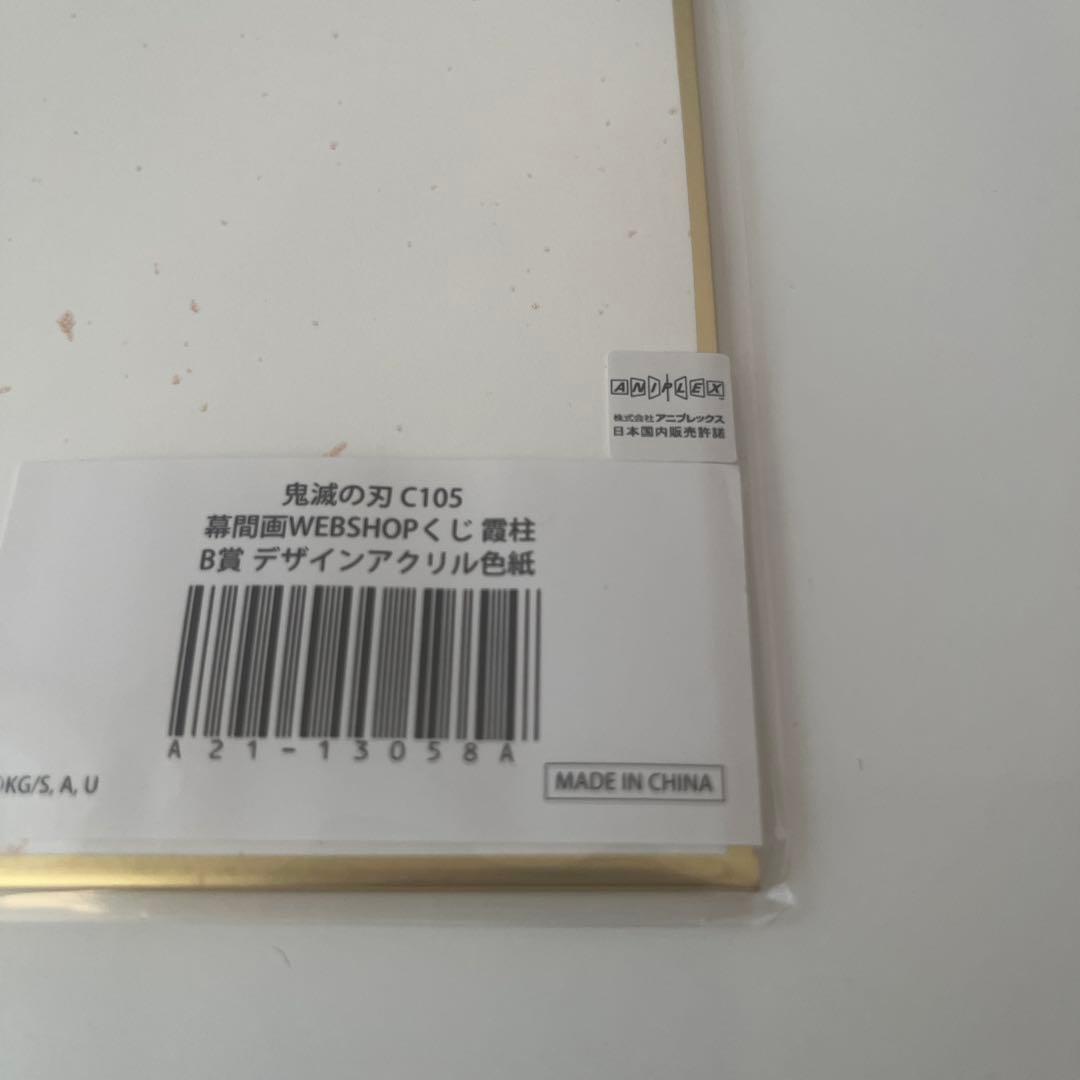 ANIPLEX
株式会社アニプレックス
日本国内販売許諾
鬼滅の刃 C105
幕間画WEBSHOPくじ 霞柱
B賞 デザインアクリル色紙
A21-13058A
©KG/S, A, U
MADE IN CHINA